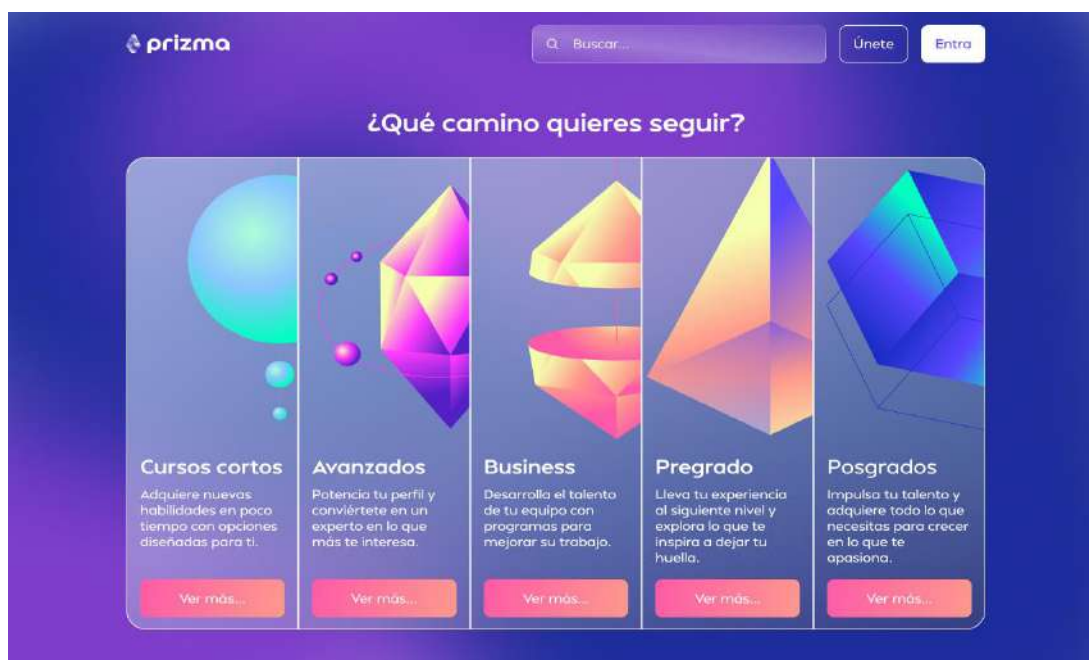 prizma
Buscar...
Únete
Entra
¿Qué camino quieres seguir?
Cursos cortos
Adquiere nuevas
habilidades en poco
tiempo con opciones
diseñadas para ti.
Ver más...
Avanzados
Potencia tu perfil y
conviértete en un
experto en lo que
más te interesa.
Ver más...
Business
Desarrolla el talento
de tu equipo con
programas para
mejorar su trabajo.
Ver más...
Pregrado
Lleva tu experiencia
al siguiente nivel y
explora lo que te
inspira a dejar tu
huella.
Ver más...
Posgrados
Impulsa tu talento y
adquiere todo lo que
necesitas para crecer
en lo que te
apasiona.
Ver más...